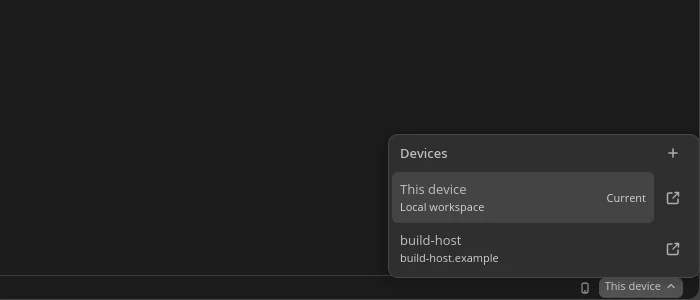 Devices
This device
Current
Local workspace
build-host
build-host.example
This device